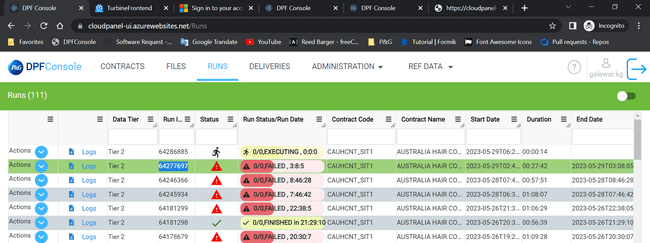 DPF Console TurbineFrontend Sign in to your acc DPF Console DPF Console https://cloudpanel-ui
cloudpanel-ui.azurewebsites.net/Runs Incognito
Favorites DPFConsole Software Request -... Google Translate YouTube Reed Barger - freeC... P&G Tutorial | Formik Font Awesome Icons Pull requests - Repos
P&G DPFConsole CONTRACTS FILES RUNS DELIVERIES ADMINISTRATION REF DATA ? galewar.kg
Runs (111)
Data Tier Run I... Status Run Status/Run Date Contract Code Contract Name Start Date Duration End Date
Actions Logs Tier 2 64286885 0/0,EXECUTING , 0:0:0 CAUHCNT_SIT1 AUSTRALIA HAIR CO... 2023-05-29T06:2... 00:00:14
Actions Logs Tier 2 64277697 0/0,FAILED , 3:8:5 CAUHCNT_SIT1 AUSTRALIA HAIR CO... 2023-05-29T02:4... 00:27:42 2023-05-29T03:08:05
Actions Logs Tier 2 64246366 0/0,FAILED , 8:46:28 CAUHCNT_SIT1 AUSTRALIA HAIR CO... 2023-05-28T07:4... 00:57:51 2023-05-28T08:46:28
Actions Logs Tier 2 64245934 0/0,FAILED , 7:46:42 CAUHCNT_SIT1 AUSTRALIA HAIR CO... 2023-05-28T06:3... 01:08:07 2023-05-28T07:46:42
Actions Logs Tier 2 64181299 0/0,FAILED , 22:38:5 CAUHCNT_SIT1 AUSTRALIA HAIR CO... 2023-05-26T21:3... 01:06:29 2023-05-26T22:38:05
Actions Logs Tier 2 64181298 0/0,FINISHED in 21:29:10 CAUHCNT_SIT1 AUSTRALIA HAIR CO... 2023-05-26T20:3... 00:56:39 2023-05-26T21:29:10
Actions Logs Tier 2 64178679 0/0,FAILED , 20:30:7 CAUHCNT_SIT1 AUSTRALIA HAIR CO... 2023-05-26T19:2... 01:09:28 2023-05-26T20:30:07